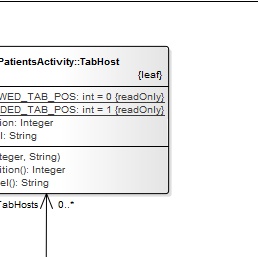 PatientsActivity::TabHost
{leaf}
WED_TAB_POS: int = 0 {readOnly}
DED_TAB_POS: int = 1 {readOnly}
ion: Integer
l: String
teger, String)
ition(): Integer
el(): String
TabHosts 0..*